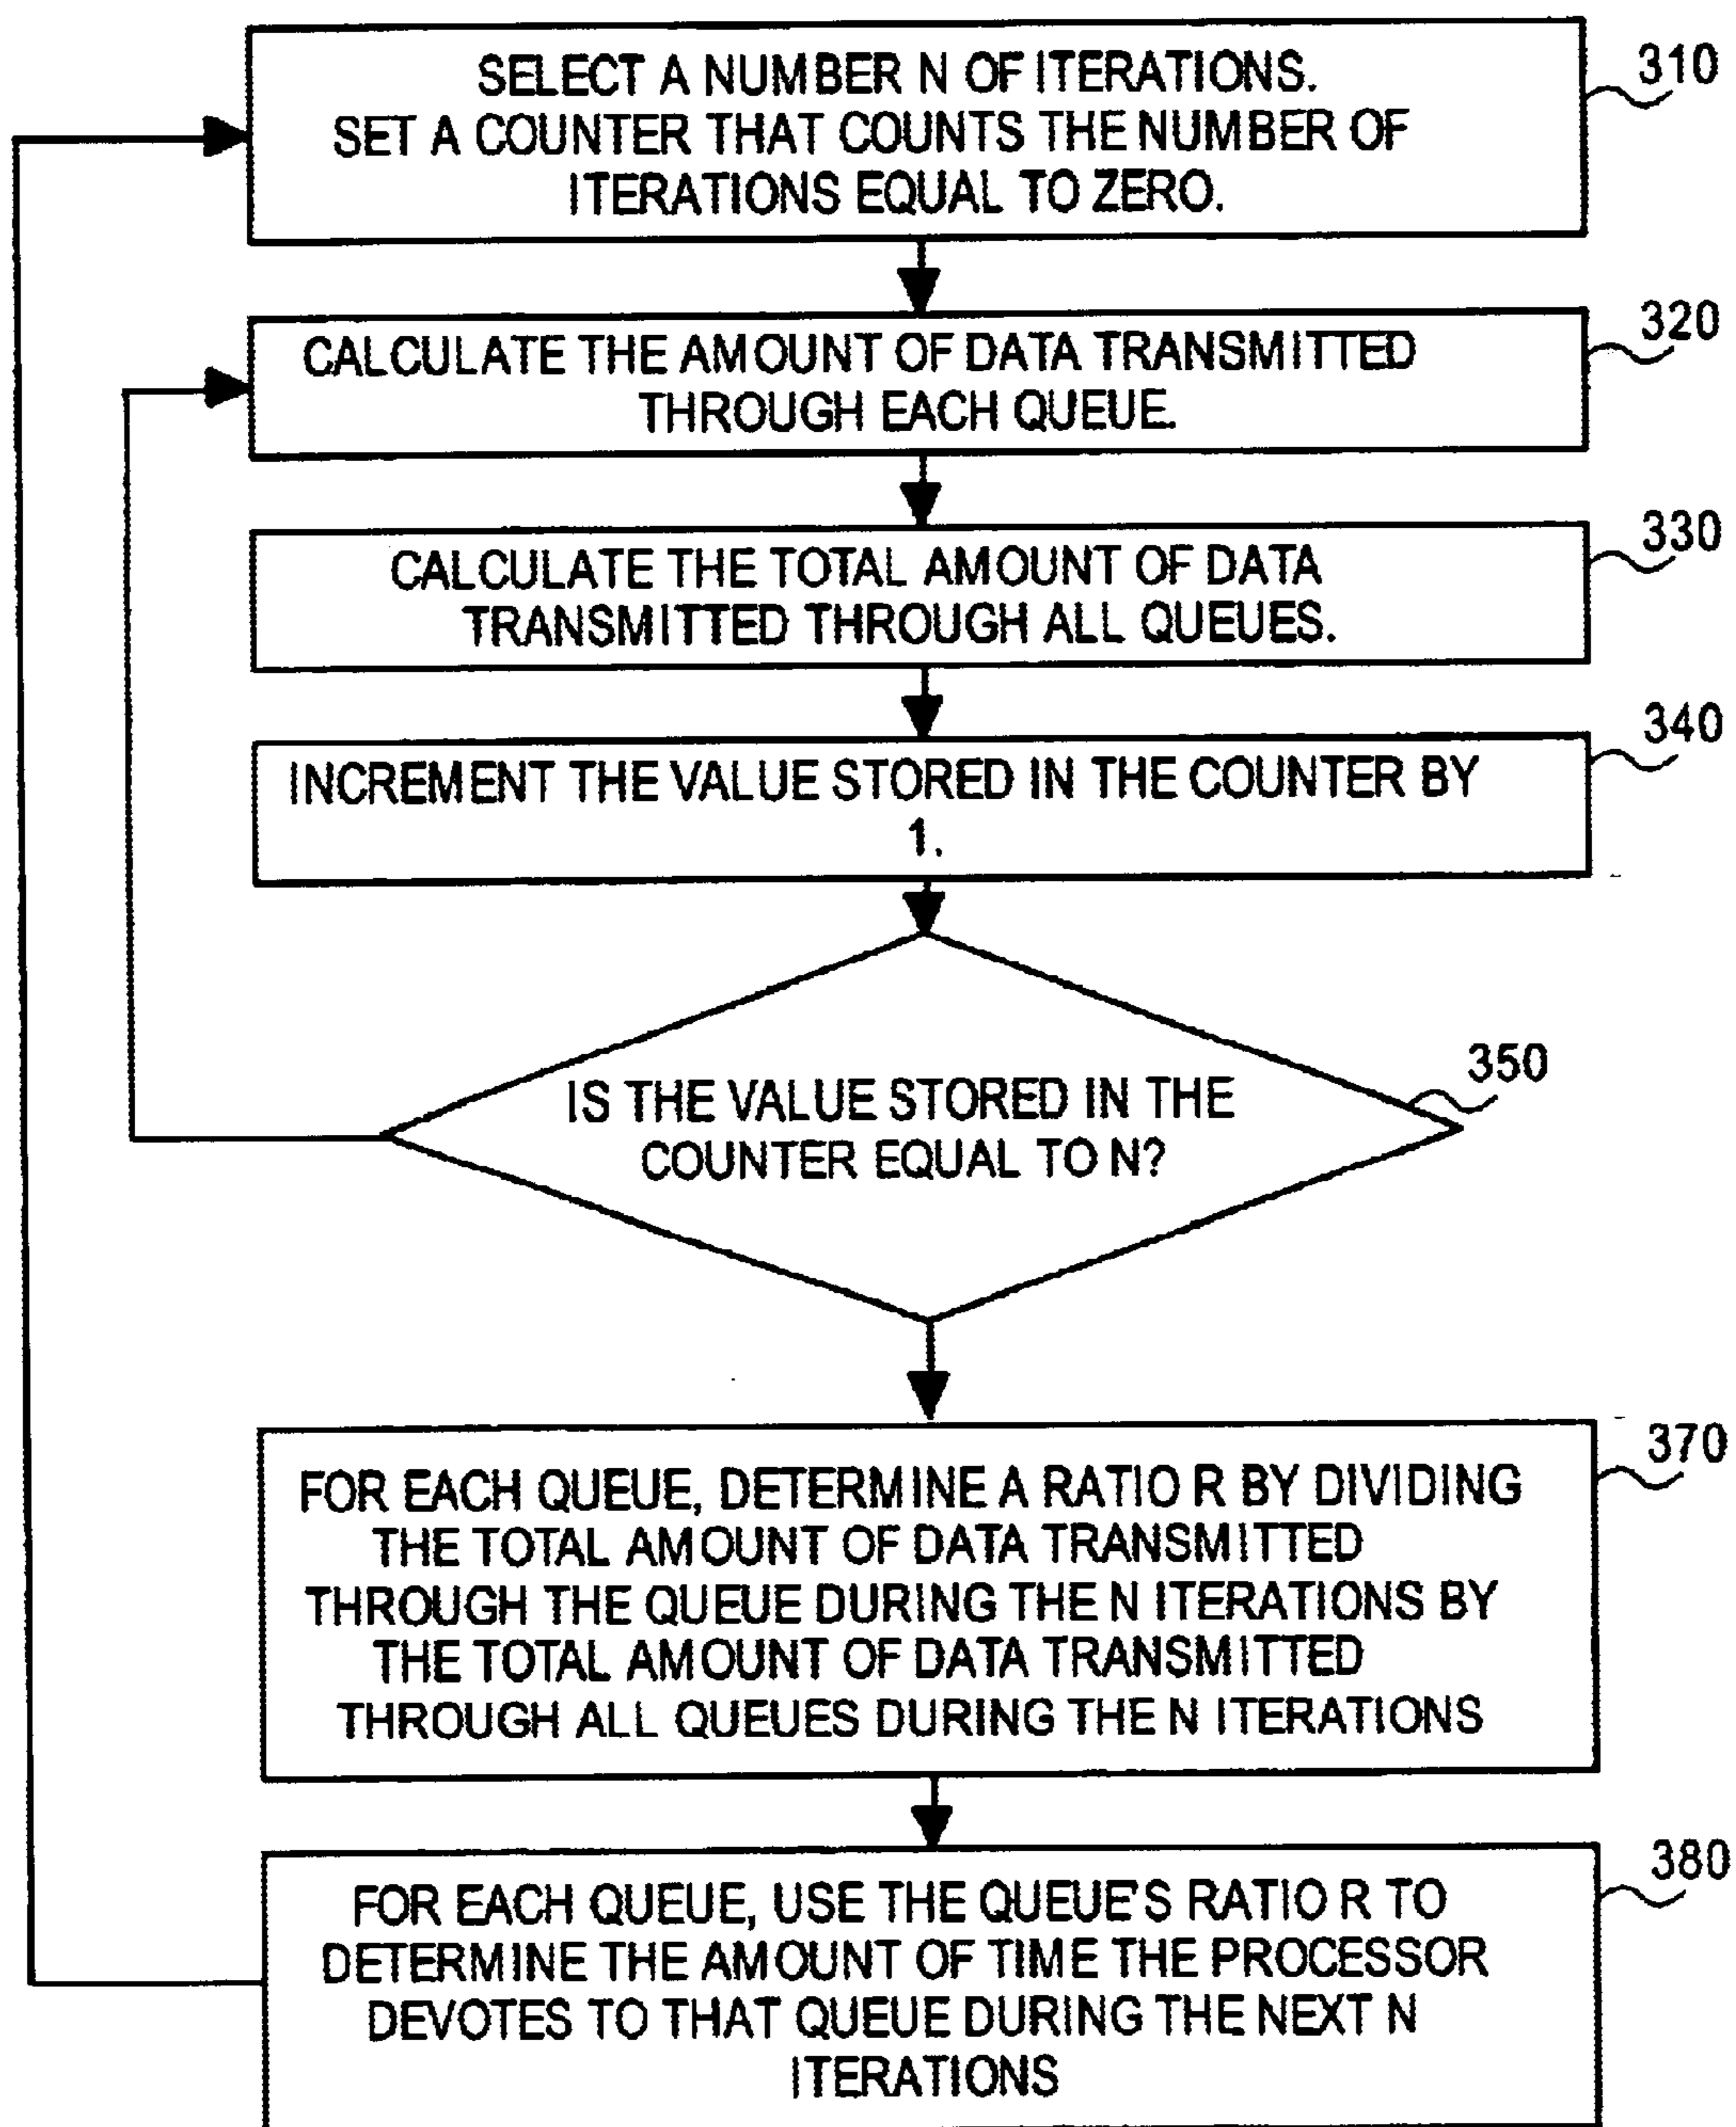 SELECT A NUMBER N OF ITERATIONS.
SET A COUNTER THAT COUNTS THE NUMBER OF
ITERATIONS EQUAL TO ZERO.
310
CALCULATE THE AMOUNT OF DATA TRANSMITTED
THROUGH EACH QUEUE.
320
CALCULATE THE TOTAL AMOUNT OF DATA
TRANSMITTED THROUGH ALL QUEUES.
330
INCREMENT THE VALUE STORED IN THE COUNTER BY
1.
340
IS THE VALUE STORED IN THE
COUNTER EQUAL TO N?
350
FOR EACH QUEUE, DETERMINE A RATIO R BY DIVIDING
THE TOTAL AMOUNT OF DATA TRANSMITTED
THROUGH THE QUEUE DURING THE N ITERATIONS BY
THE TOTAL AMOUNT OF DATA TRANSMITTED
THROUGH ALL QUEUES DURING THE N ITERATIONS
370
FOR EACH QUEUE, USE THE QUEUE'S RATIO R TO
DETERMINE THE AMOUNT OF TIME THE PROCESSOR
DEVOTES TO THAT QUEUE DURING THE NEXT N
ITERATIONS
380